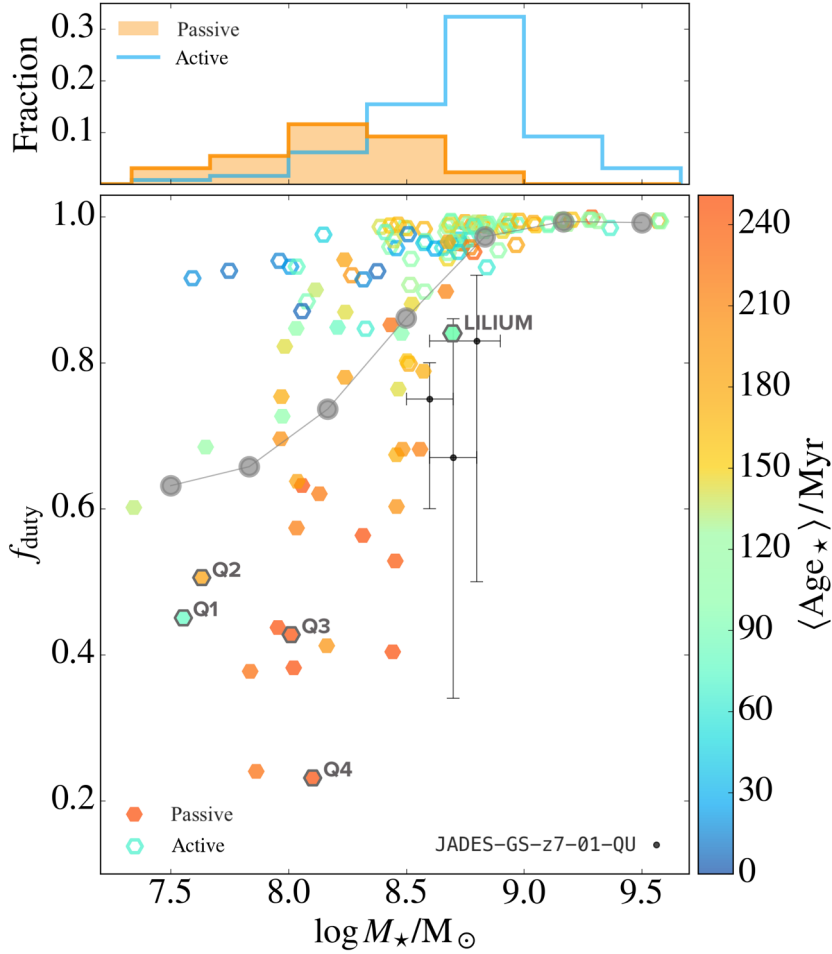 0.3
0.2
0.1
Fraction
Passive
Active
1.0
0.8
0.6
0.4
0.2
f_duty
LILIUM
Q2
Q1
Q3
Q4
Passive
Active
JADES-GS-z7-01-QU
7.5 8.0 8.5 9.0 9.5
log M⋆/M⊙
240
210
180
150
120
90
60
30
0
⟨Age⋆⟩/Myr